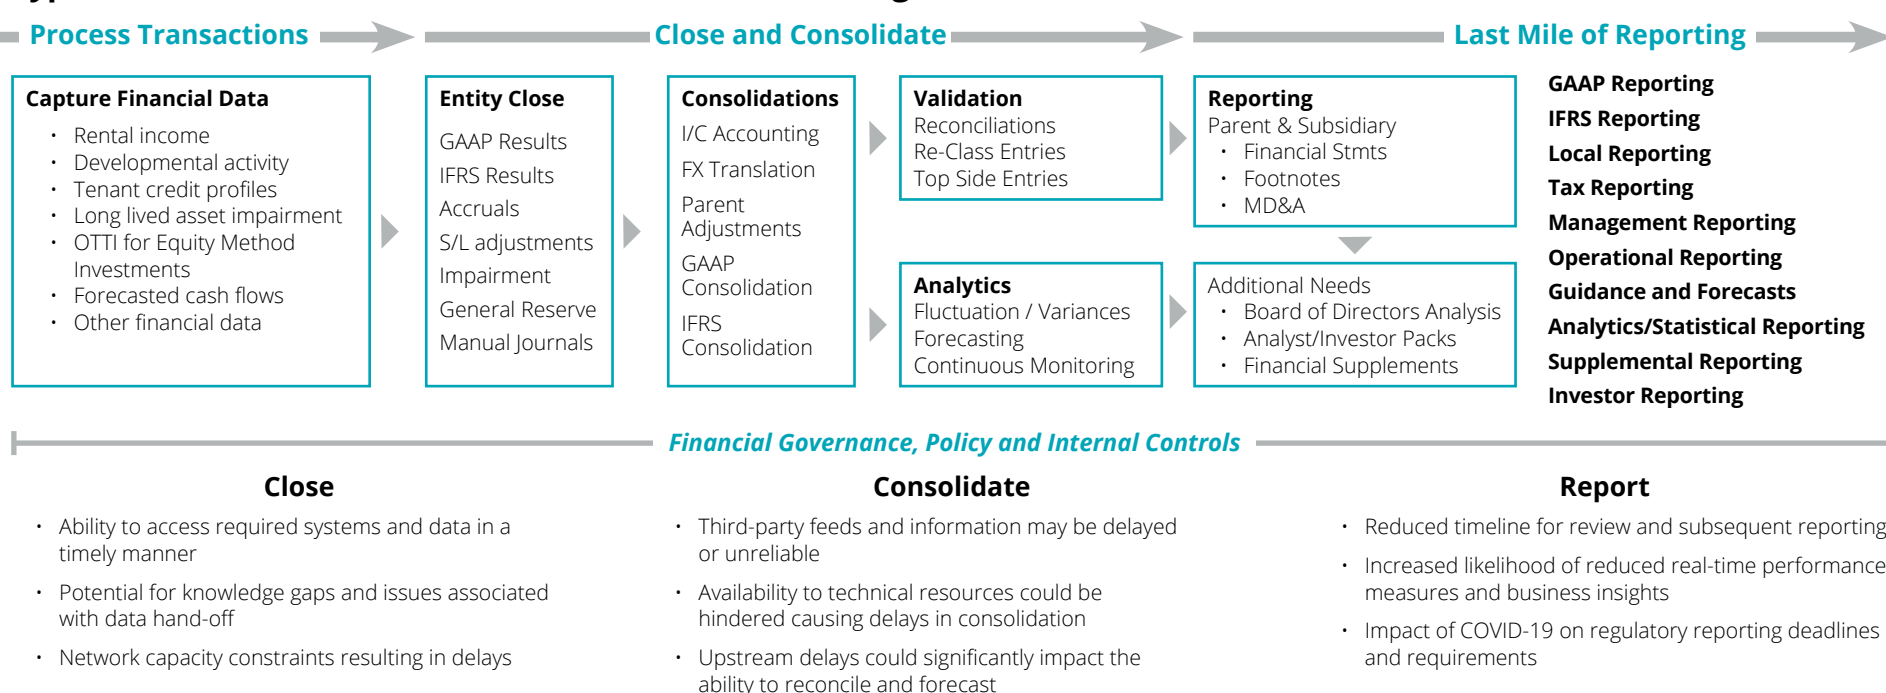 Process Transactions
Close and Consolidate
Last Mile of Reporting
Capture Financial Data
• Rental income
• Developmental activity
• Tenant credit profiles
• Long lived asset impairment
• OTTI for Equity Method
Investments
• Forecasted cash flows
• Other financial data
Entity Close
GAAP Results
IFRS Results
Accruals
S/L adjustments
Impairment
General Reserve
Manual Journals
Consolidations
I/C Accounting
FX Translation
Parent
Adjustments
GAAP
Consolidation
IFRS
Consolidation
Validation
Reconciliations
Re-Class Entries
Top Side Entries
Analytics
Fluctuation / Variances
Forecasting
Continuous Monitoring
Reporting
Parent & Subsidiary
• Financial Stmts
• Footnotes
• MD&A
Additional Needs
• Board of Directors Analysis
• Analyst/Investor Packs
• Financial Supplements
GAAP Reporting
IFRS Reporting
Local Reporting
Tax Reporting
Management Reporting
Operational Reporting
Guidance and Forecasts
Analytics/Statistical Reporting
Supplemental Reporting
Investor Reporting
Financial Governance, Policy and Internal Controls
Close
• Ability to access required systems and data in a
timely manner
• Potential for knowledge gaps and issues associated
with data hand-off
• Network capacity constraints resulting in delays
Consolidate
• Third-party feeds and information may be delayed
or unreliable
• Availability to technical resources could be
hindered causing delays in consolidation
• Upstream delays could significantly impact the
ability to reconcile and forecast
Report
• Reduced timeline for review and subsequent reporting
• Increased likelihood of reduced real-time performance
measures and business insights
• Impact of COVID-19 on regulatory reporting deadlines
and requirements